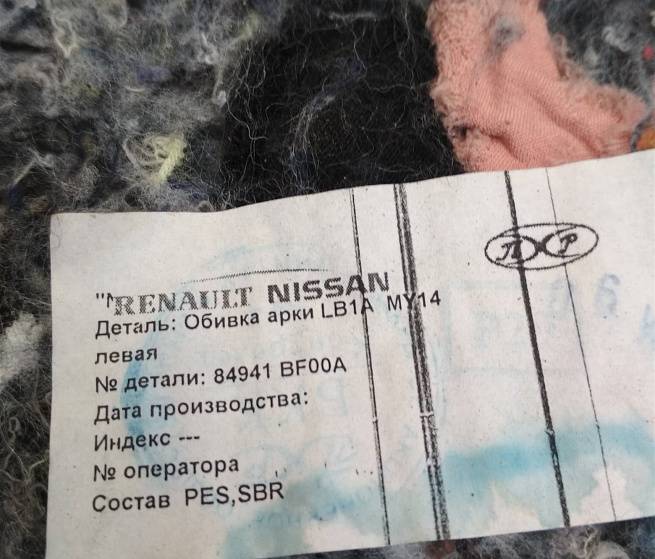 ПХР
"RENAULT NISSAN
Деталь: Обивка арки LB1A MY14
левая
№ детали: 84941 BF00A
Дата производства:
Индекс ---
№ оператора
Состав PES,SBR